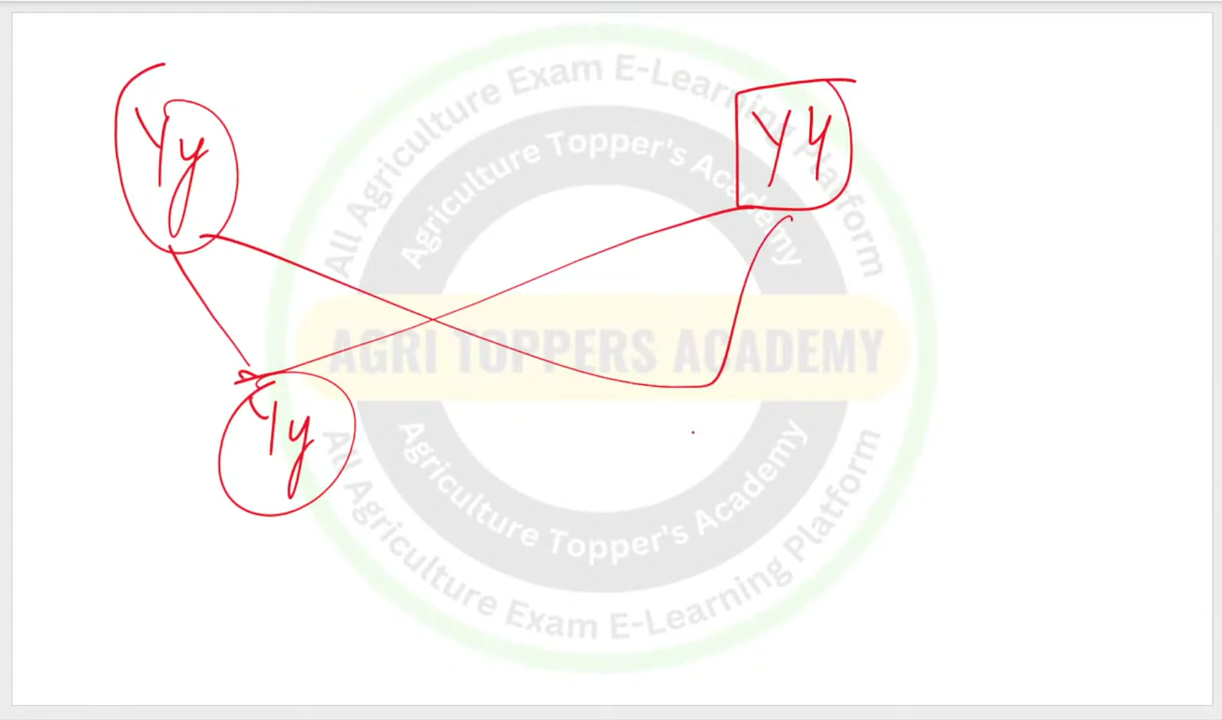 Yy YY
All Agriculture Exam E-Learning Platform
Agriculture Topper's Academy
AGRI TOPPERS ACADEMY
Yy
Agriculture Topper's Academy
All Agriculture Exam E-Learning Platform